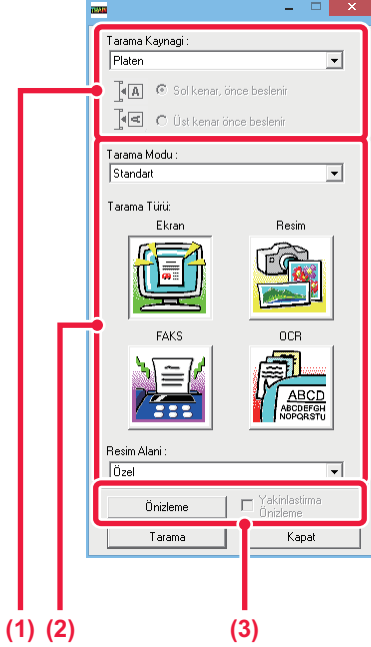 Tarama Kaynagi :
Platen
A
Sol kenar, önce beslenir
A
Üst kenar önce beslenir
Tarama Modu :
Standart
Tarama Türü:
Ekran
Resim
FAKS
OCR
ABCD
ABCDEFGH
NOPQRSTU
Resim Alani :
Özel
Önizleme
Yakinlastirma
Önizleme
Tarama
Kapat
(1) (2) (3)